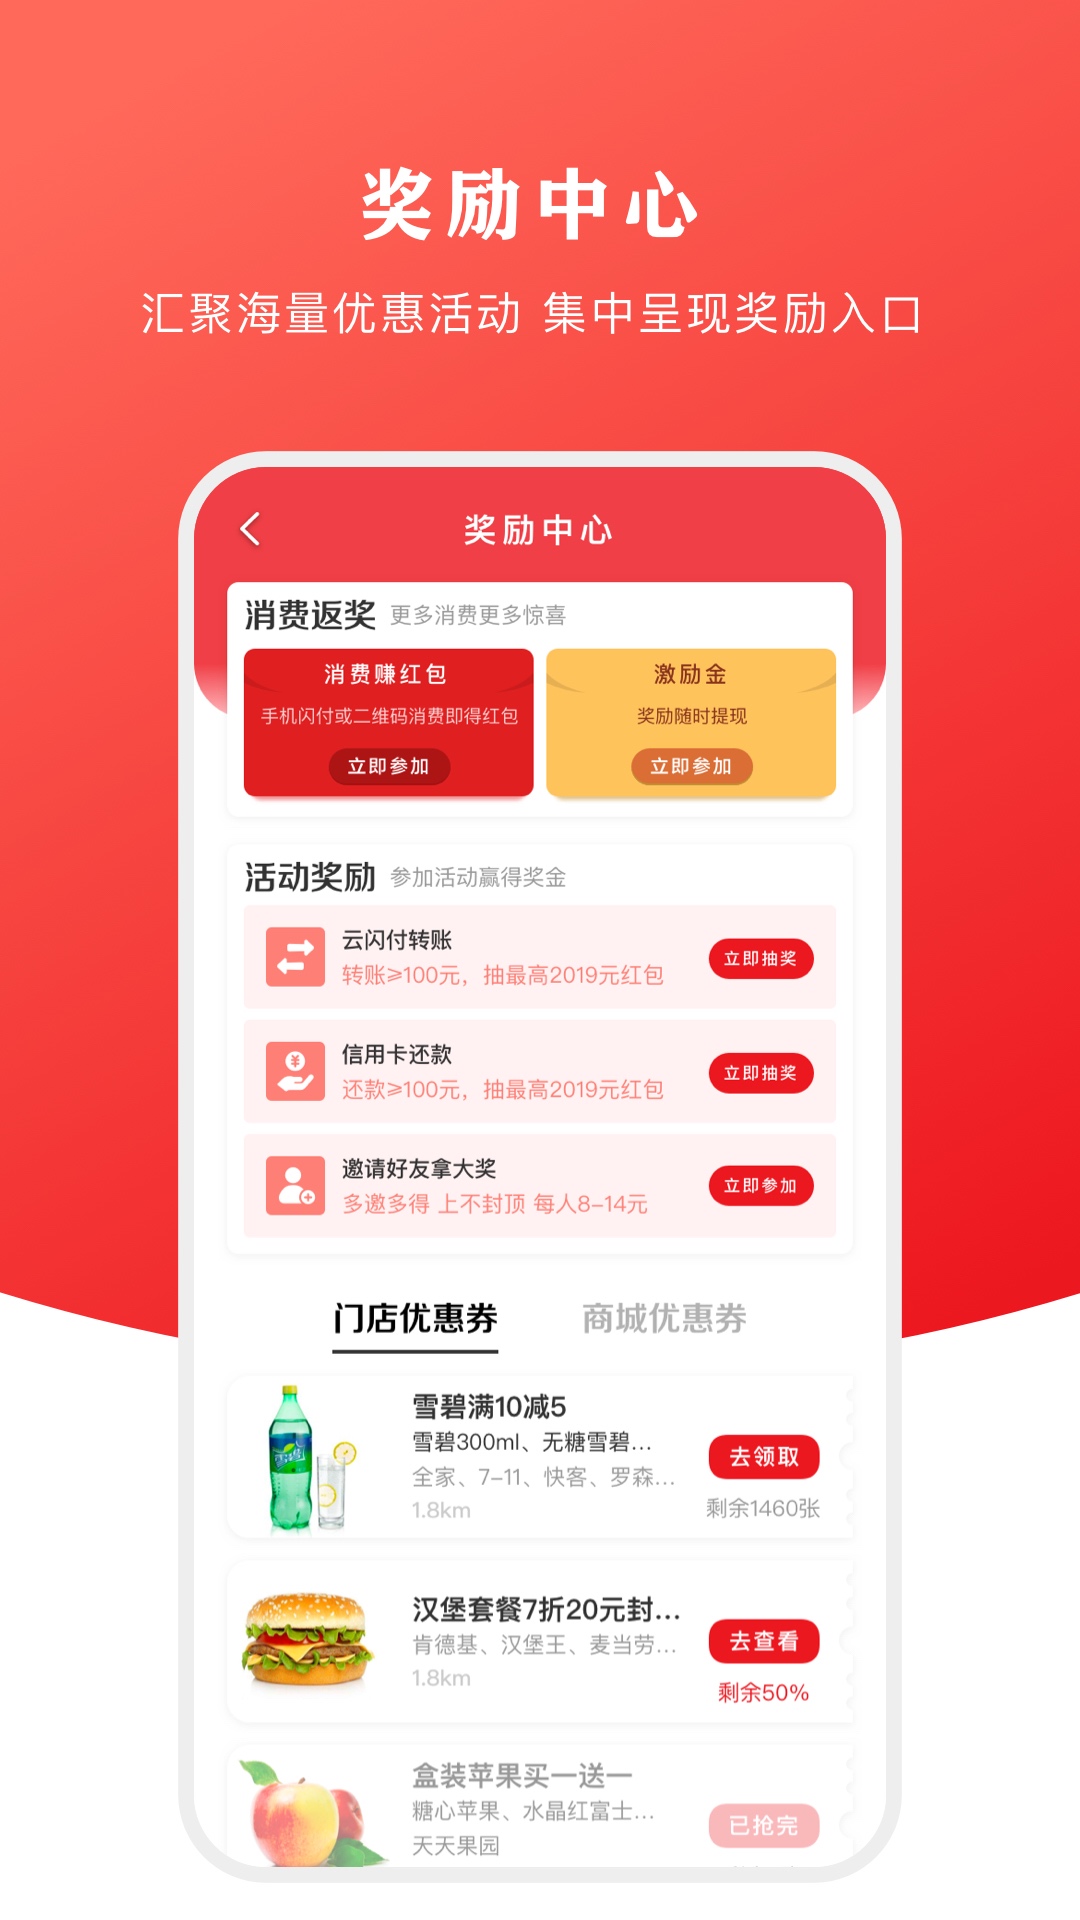 奖励中心
汇聚海量优惠活动 集中呈现奖励入口
奖励中心
消费返奖 更多消费更多惊喜
消费赚红包
手机闪付或二维码消费即得红包
立即参加
激励金
奖励随时提现
立即参加
活动奖励 参加活动赢得奖金
云闪付转账
转账≥100元，抽最高2019元红包
立即抽奖
信用卡还款
还款≥100元，抽最高2019元红包
立即抽奖
邀请好友拿大奖
多邀多得 上不封顶 每人8-14元
立即参加
门店优惠券 商城优惠券
雪碧满10减5
雪碧300ml、无糖雪碧...
全家、7-11、快客、罗森...
1.8km
去领取
剩余1460张
汉堡套餐7折20元封...
肯德基、汉堡王、麦当劳...
1.8km
去查看
剩余50%
盒装苹果买一送一
糖心苹果、水晶红富士...
天天果园
已抢完